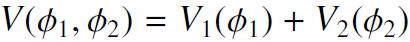 V(ϕ₁, ϕ₂) = V₁(ϕ₁) + V₂(ϕ₂)